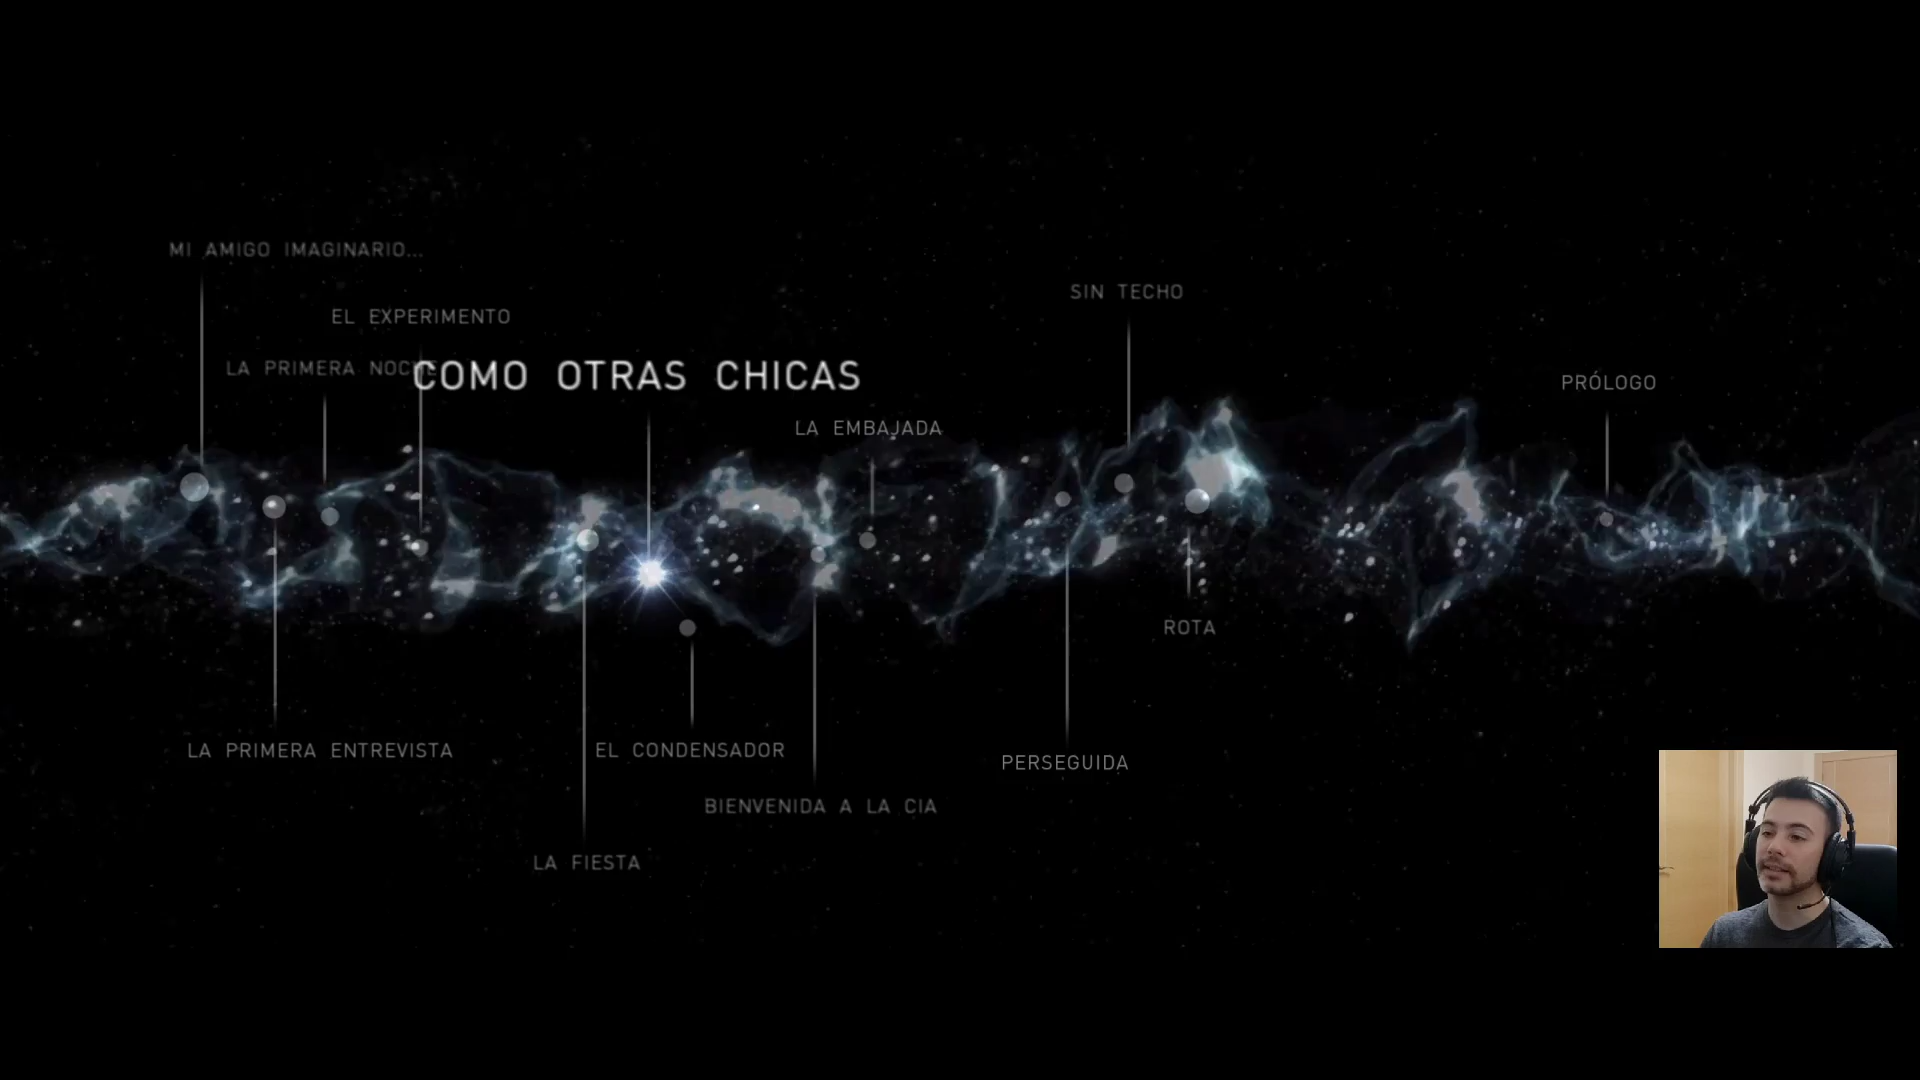 MI AMIGO IMAGINARIO...
SIN TECHO
EL EXPERIMENTO
LA PRIMERA NOCHE
COMO OTRAS CHICAS
PRÓLOGO
LA EMBAJADA
ROTA
LA PRIMERA ENTREVISTA
EL CONDENSADOR
PERSEGUIDA
BIENVENIDA A LA CIA
LA FIESTA